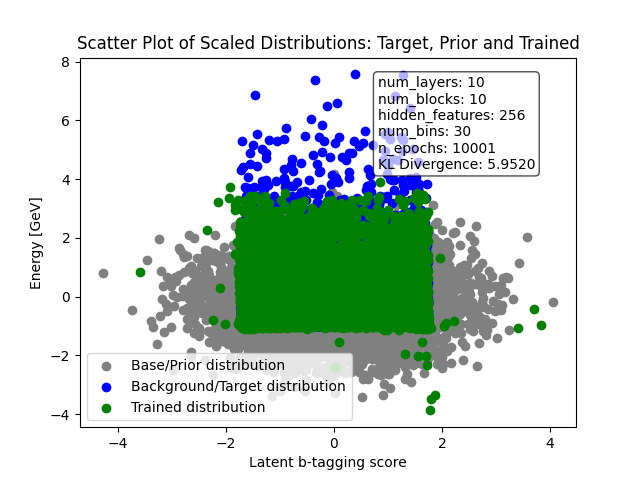 Scatter Plot of Scaled Distributions: Target, Prior and Trained
8
6
4
2
0
−2
−4
Energy [GeV]
num_layers: 10
num_blocks: 10
hidden_features: 256
num_bins: 30
n_epochs: 10001
KL Divergence: 5.9520
Base/Prior distribution
Background/Target distribution
Trained distribution
−4
−2
0
2
4
Latent b-tagging score